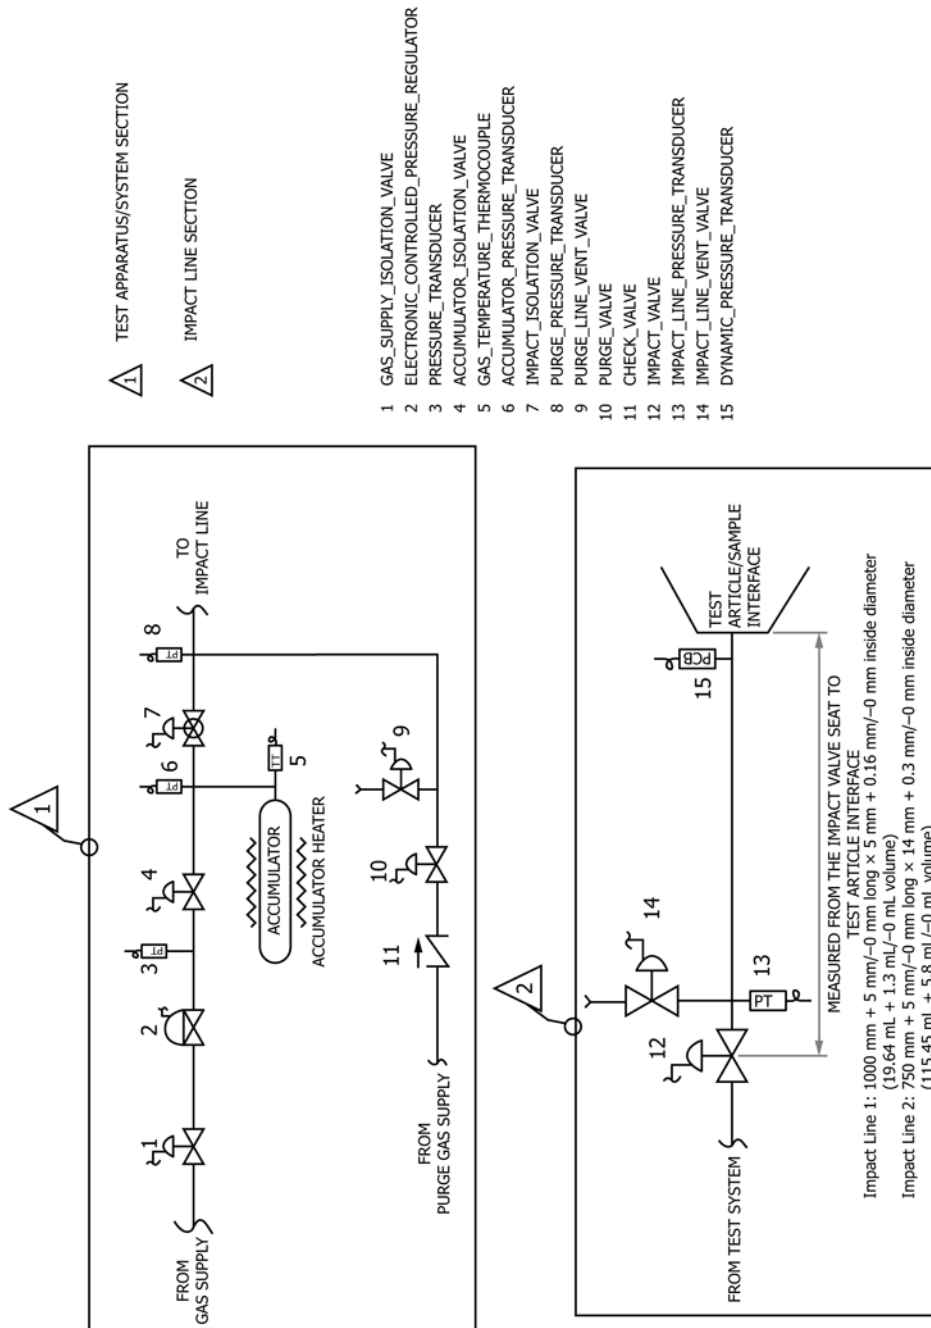 1
FROM
GAS SUPPLY
1
2
3
PT
4
6
PT
7
8
PT
TO
IMPACT LINE
ACCUMULATOR
ACCUMULATOR HEATER
TT
5
9
10
11
FROM
PURGE GAS SUPPLY
2
FROM TEST SYSTEM
12
14
PT
13
15
PCB
TEST
ARTICLE/SAMPLE
INTERFACE
MEASURED FROM THE IMPACT VALVE SEAT TO
TEST ARTICLE INTERFACE
Impact Line 1: 1000 mm + 5 mm/−0 mm long × 5 mm + 0.16 mm/−0 mm inside diameter
(19.64 mL + 1.3 mL/−0 mL volume)
Impact Line 2: 750 mm + 5 mm/−0 mm long × 14 mm + 0.3 mm/−0 mm inside diameter
(115.45 mL + 5.8 mL/−0 mL volume)
1 TEST APPARATUS/SYSTEM SECTION
2 IMPACT LINE SECTION
1 GAS_SUPPLY_ISOLATION_VALVE
2 ELECTRONIC_CONTROLLED_PRESSURE_REGULATOR
3 PRESSURE_TRANSDUCER
4 ACCUMULATOR_ISOLATION_VALVE
5 GAS_TEMPERATURE_THERMOCOUPLE
6 ACCUMULATOR_PRESSURE_TRANSDUCER
7 IMPACT_ISOLATION_VALVE
8 PURGE_PRESSURE_TRANSDUCER
9 PURGE_LINE_VENT_VALVE
10 PURGE_VALVE
11 CHECK_VALVE
12 IMPACT_VALVE
13 IMPACT_LINE_PRESSURE_TRANSDUCER
14 IMPACT_LINE_VENT_VALVE
15 DYNAMIC_PRESSURE_TRANSDUCER